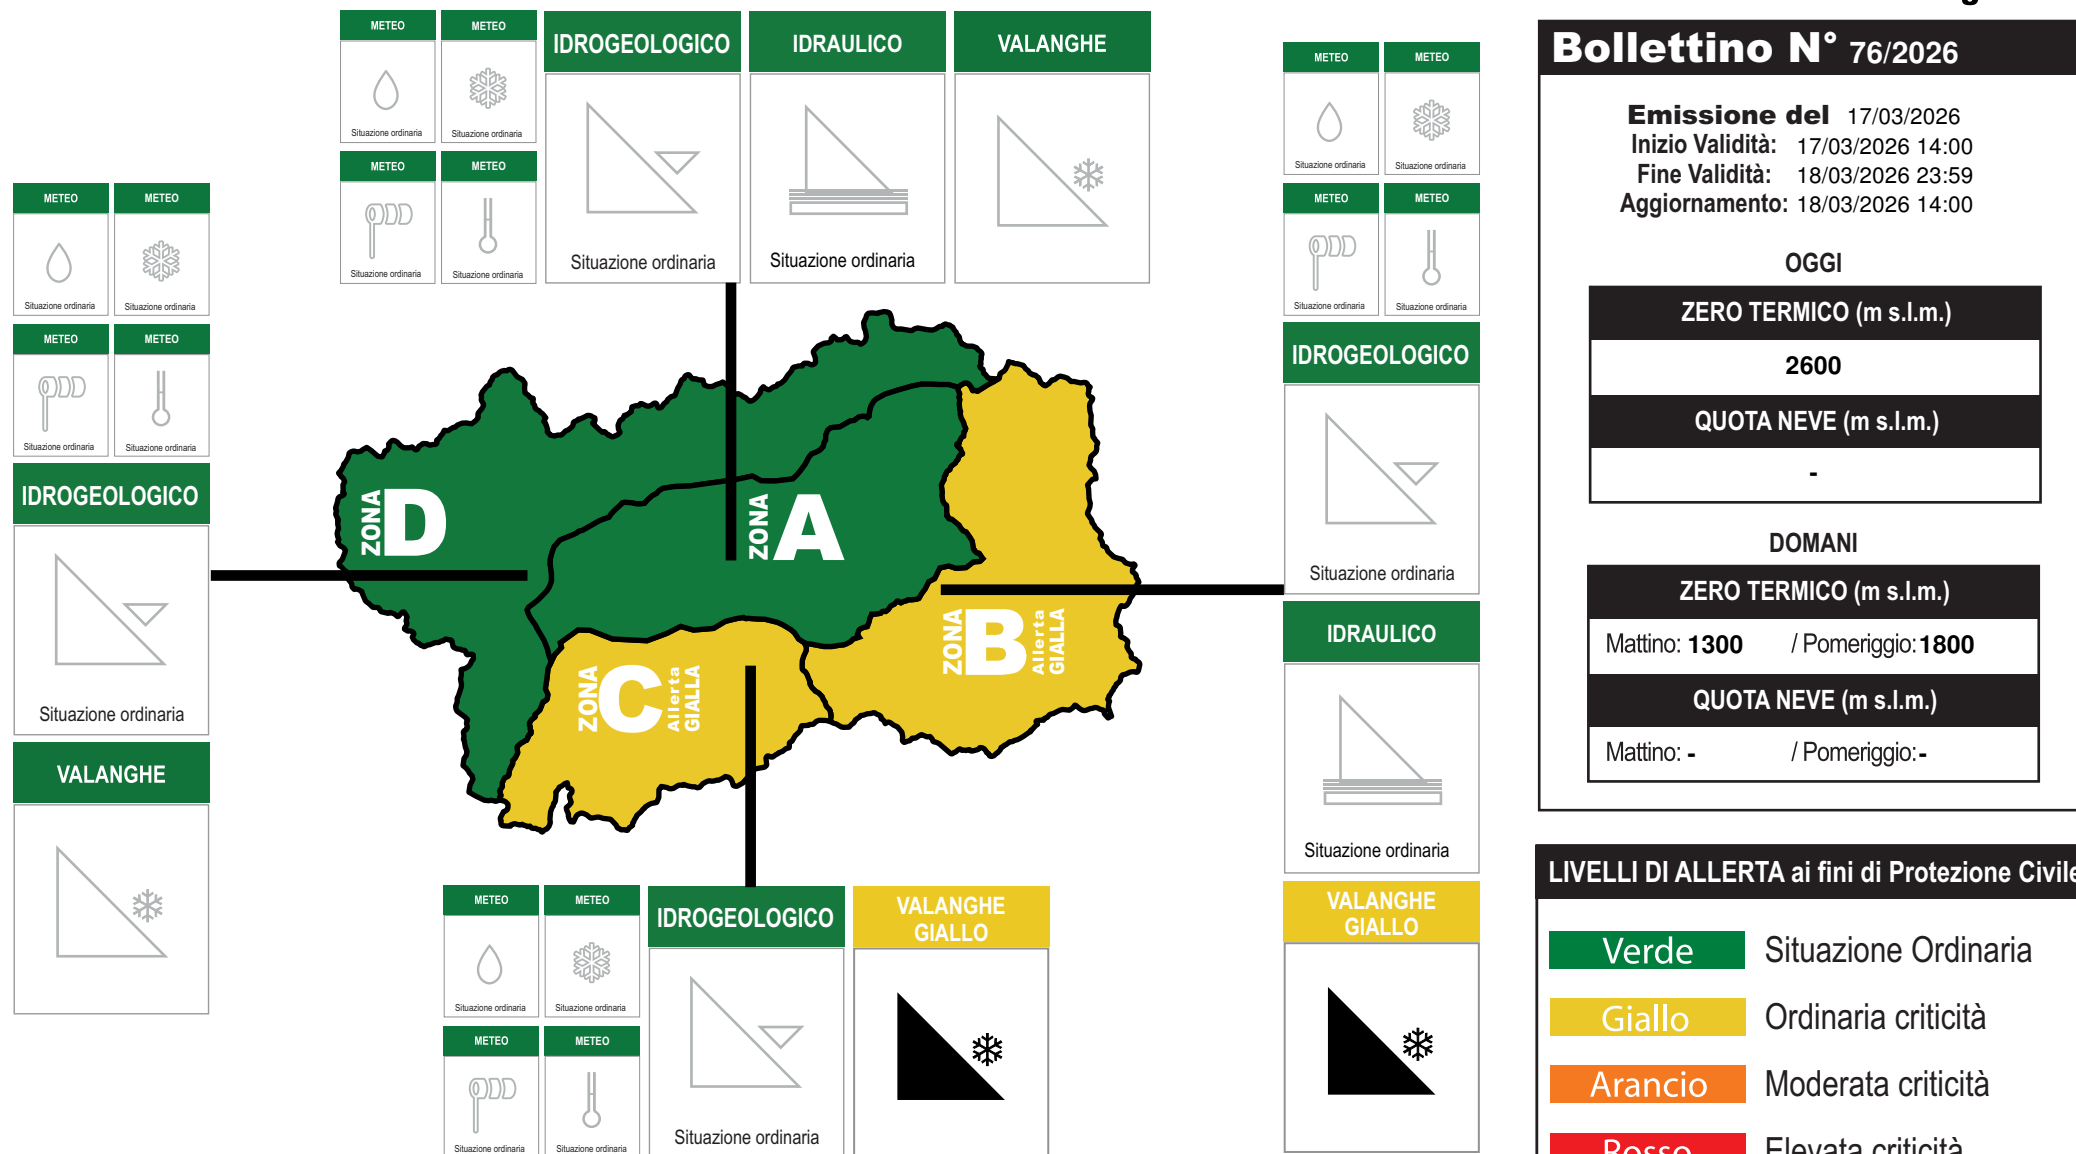 METEO METEO
Situazione ordinaria Situazione ordinaria
METEO METEO
Situazione ordinaria Situazione ordinaria
IDROGEOLOGICO
Situazione ordinaria
IDRAULICO
Situazione ordinaria
VALANGHE
METEO METEO
Situazione ordinaria Situazione ordinaria
METEO METEO
Situazione ordinaria Situazione ordinaria
IDROGEOLOGICO
Situazione ordinaria
VALANGHE
METEO METEO
Situazione ordinaria Situazione ordinaria
METEO METEO
Situazione ordinaria Situazione ordinaria
IDROGEOLOGICO
Situazione ordinaria
IDRAULICO
Situazione ordinaria
VALANGHE
GIALLO
ZONA D
ZONA A
ZONA B Allerta GIALLA
ZONA C Allerta GIALLA
METEO METEO
Situazione ordinaria Situazione ordinaria
METEO METEO
Situazione ordinaria Situazione ordinaria
IDROGEOLOGICO
Situazione ordinaria
VALANGHE
GIALLO
Bollettino N° 76/2026
Emissione del 17/03/2026
Inizio Validità: 17/03/2026 14:00
Fine Validità: 18/03/2026 23:59
Aggiornamento: 18/03/2026 14:00
OGGI
ZERO TERMICO (m s.l.m.)
2600
QUOTA NEVE (m s.l.m.)
-
DOMANI
ZERO TERMICO (m s.l.m.)
Mattino: 1300 / Pomeriggio: 1800
QUOTA NEVE (m s.l.m.)
Mattino: - / Pomeriggio: -
LIVELLI DI ALLERTA ai fini di Protezione Civile
Verde Situazione Ordinaria
Giallo Ordinaria criticità
Arancio Moderata criticità
Rosso Elevata criticità